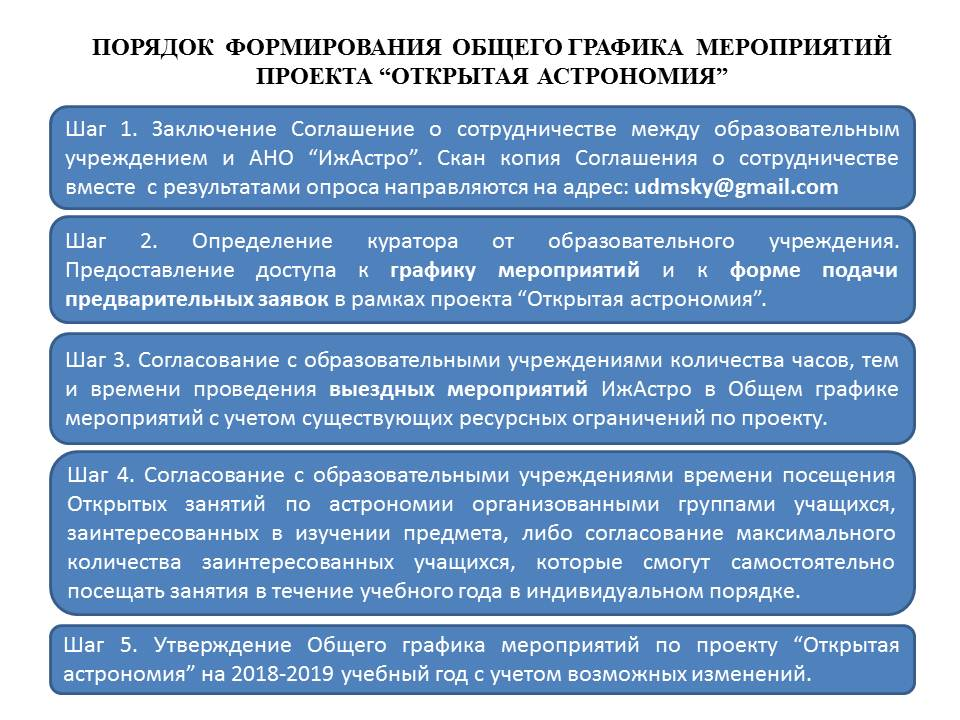 ПОРЯДОК ФОРМИРОВАНИЯ ОБЩЕГО ГРАФИКА МЕРОПРИЯТИЙ
ПРОЕКТА “ОТКРЫТАЯ АСТРОНОМИЯ”
Шаг 1. Заключение Соглашение о сотрудничестве между образовательным
учреждением и АНО “ИжАстро”. Скан копия Соглашения о сотрудничестве
вместе с результатами опроса направляются на адрес: udmsky@gmail.com
Шаг 2. Определение куратора от образовательного учреждения.
Предоставление доступа к графику мероприятий и к форме подачи
предварительных заявок в рамках проекта “Открытая астрономия”.
Шаг 3. Согласование с образовательными учреждениями количества часов, тем
и времени проведения выездных мероприятий ИжАстро в Общем графике
мероприятий с учетом существующих ресурсных ограничений по проекту.
Шаг 4. Согласование с образовательными учреждениями времени посещения
Открытых занятий по астрономии организованными группами учащихся,
заинтересованных в изучении предмета, либо согласование максимального
количества заинтересованных учащихся, которые смогут самостоятельно
посещать занятия в течение учебного года в индивидуальном порядке.
Шаг 5. Утверждение Общего графика мероприятий по проекту “Открытая
астрономия” на 2018-2019 учебный год с учетом возможных изменений.